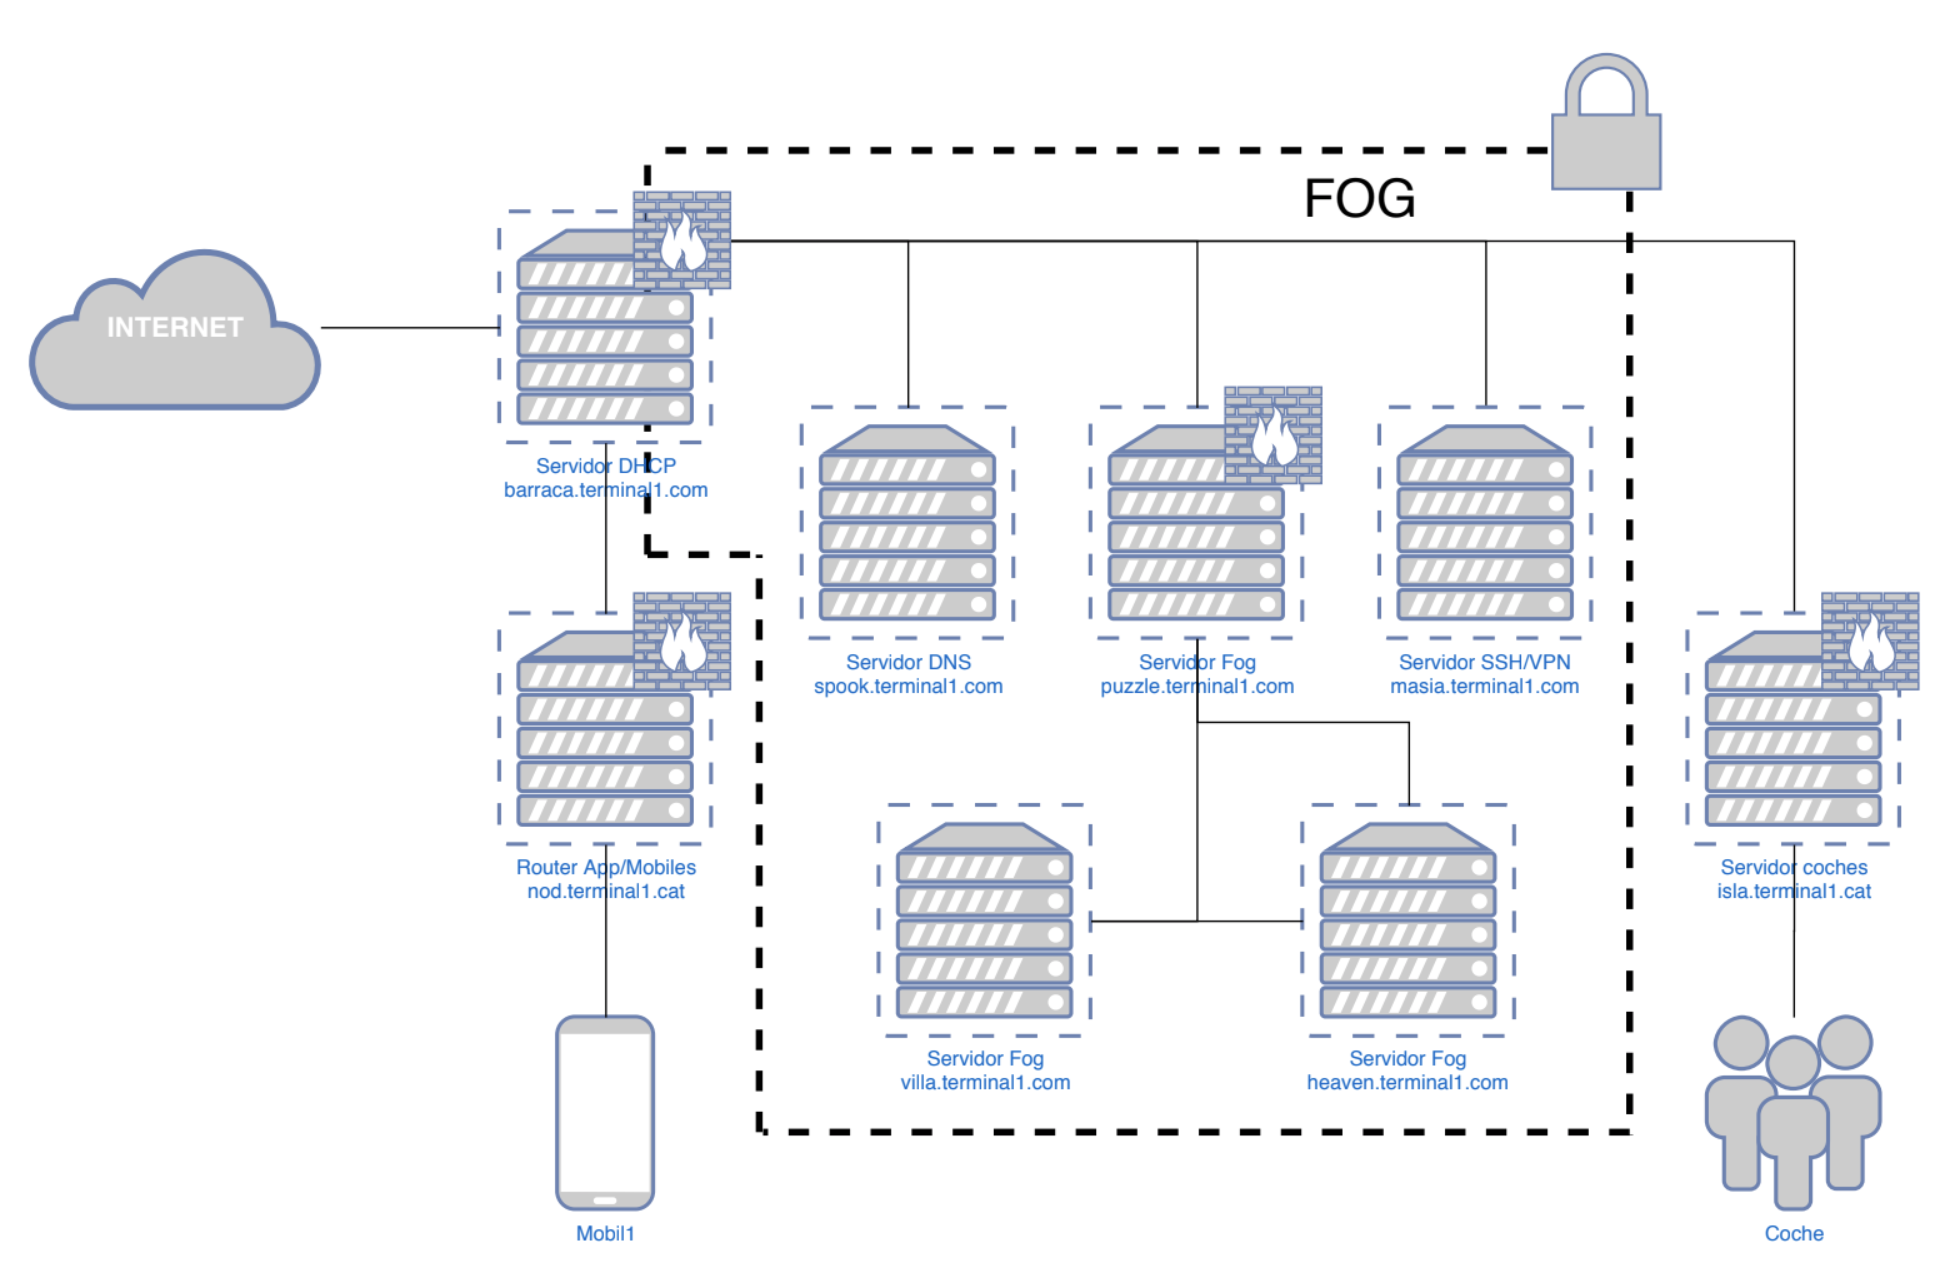 FOG
INTERNET
Servidor DHCP
barraca.terminal1.com
Servidor DNS
spook.terminal1.com
Servidor Fog
puzzle.terminal1.com
Servidor SSH/VPN
masia.terminal1.com
Router App/Mobiles
nod.terminal1.cat
Servidor coches
isla.terminal1.cat
Servidor Fog
villa.terminal1.com
Servidor Fog
heaven.terminal1.com
Mobil1
Coche